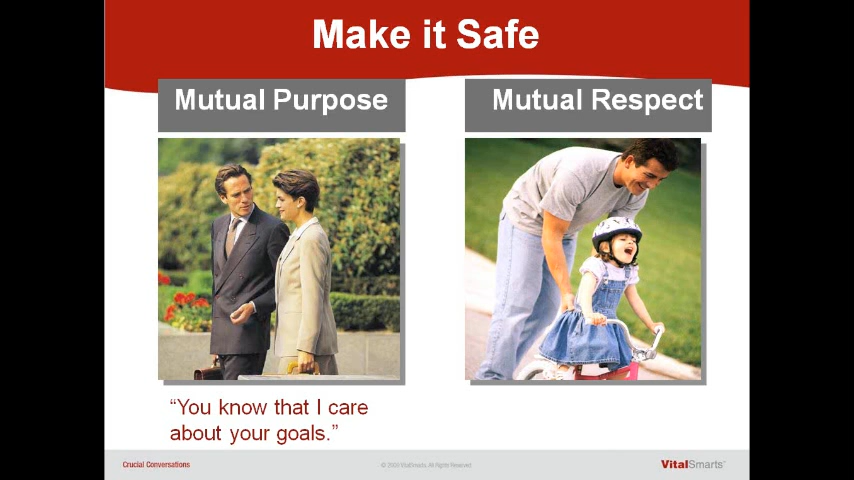 Make it Safe
Mutual Purpose
Mutual Respect
“You know that I care
about your goals.”
Crucial Conversations
VitalSmarts